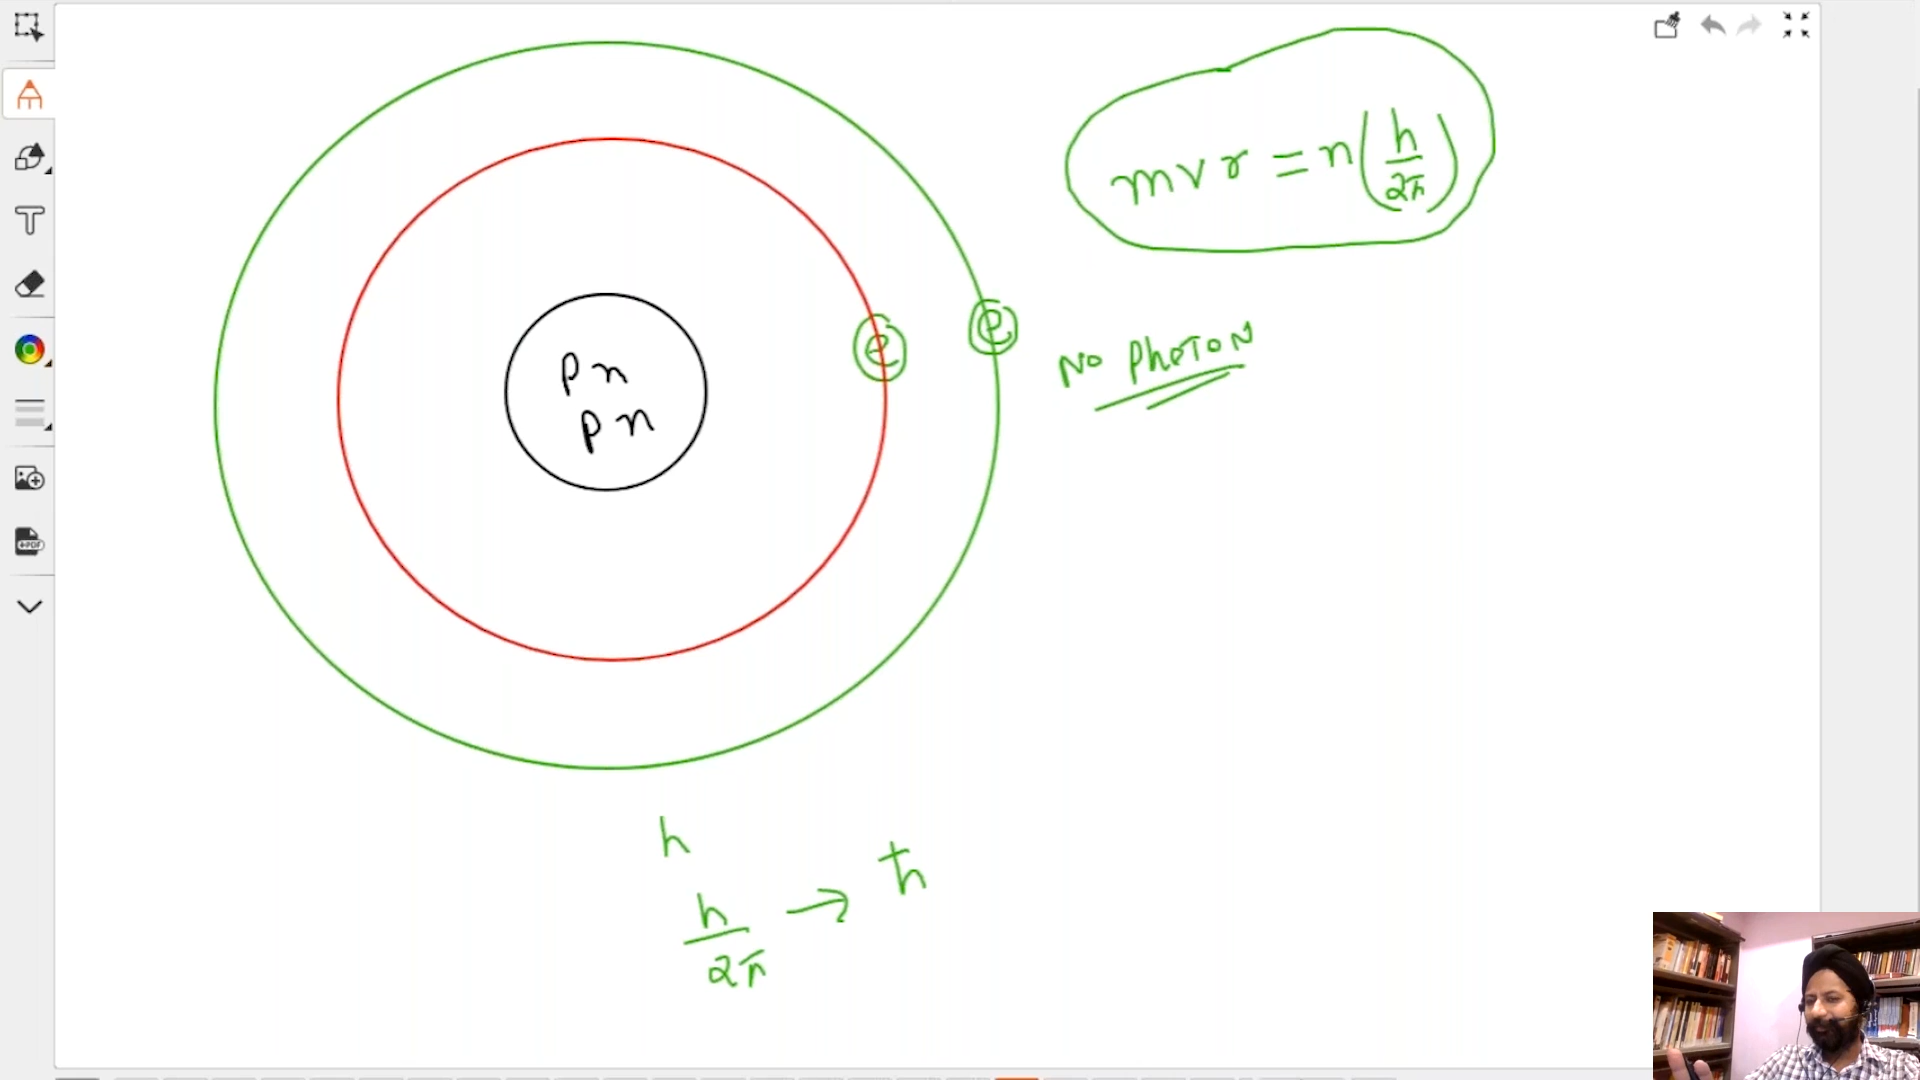 mvr = n(h/2π)
e e
No PhoToN
p n
p n
h
h/2π → ħ